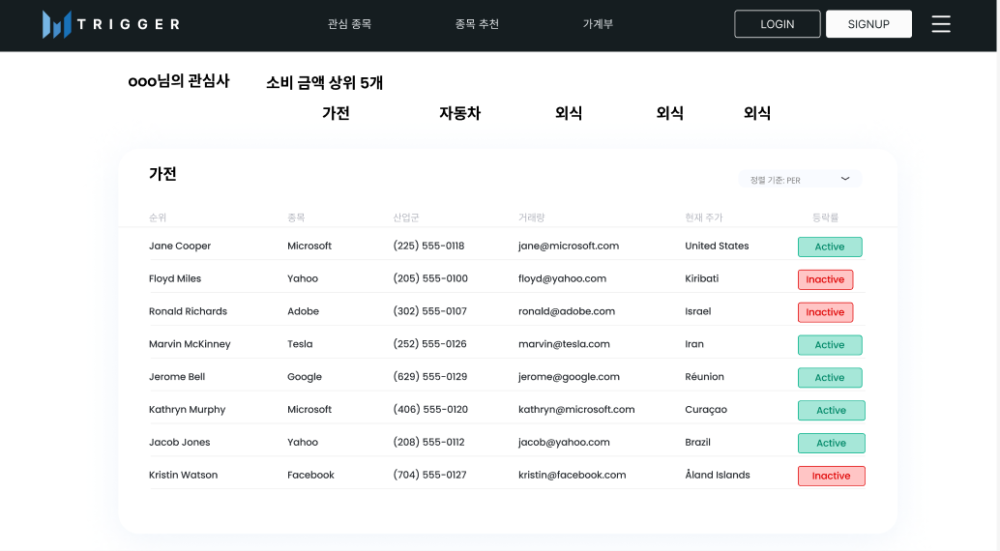 TRIGGER 관심 종목 종목 추천 가계부 LOGIN SIGNUP
ooo님의 관심사 소비 금액 상위 5개
가전 자동차 외식 외식 외식
가전 정렬 기준: PER
순위 종목 산업군 거래량 현재 주가 등락률
Jane Cooper Microsoft (225) 555-0118 jane@microsoft.com United States Active
Floyd Miles Yahoo (205) 555-0100 floyd@yahoo.com Kiribati Inactive
Ronald Richards Adobe (302) 555-0107 ronald@adobe.com Israel Inactive
Marvin McKinney Tesla (252) 555-0126 marvin@tesla.com Iran Active
Jerome Bell Google (629) 555-0129 jerome@google.com Réunion Active
Kathryn Murphy Microsoft (406) 555-0120 kathryn@microsoft.com Curaçao Active
Jacob Jones Yahoo (208) 555-0112 jacob@yahoo.com Brazil Active
Kristin Watson Facebook (704) 555-0127 kristin@facebook.com Åland Islands Inactive